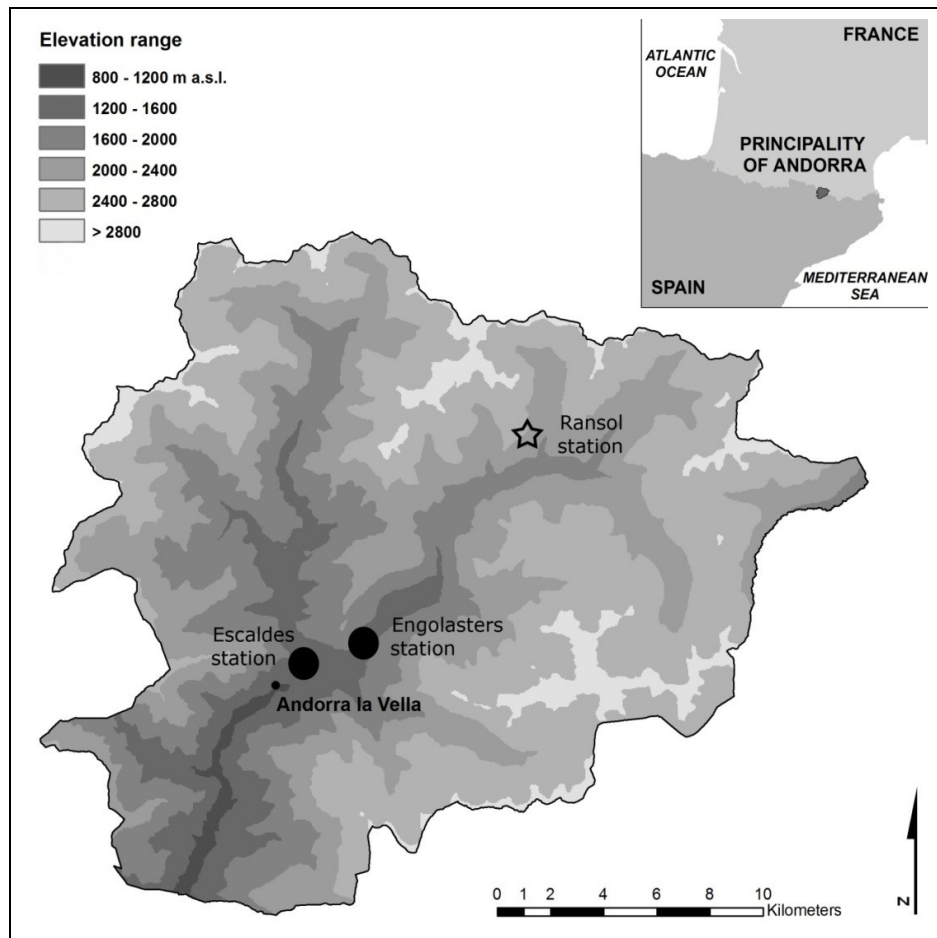 Elevation range
800 - 1200 m a.s.l.
1200 - 1600
1600 - 2000
2000 - 2400
2400 - 2800
> 2800
FRANCE
ATLANTIC
OCEAN
PRINCIPALITY
OF ANDORRA
SPAIN
MEDITERRANEAN
SEA
Ransol
station
Escaldes
station
Engolasters
station
Andorra la Vella
0 1 2 4 6 8 10
Kilometers
N